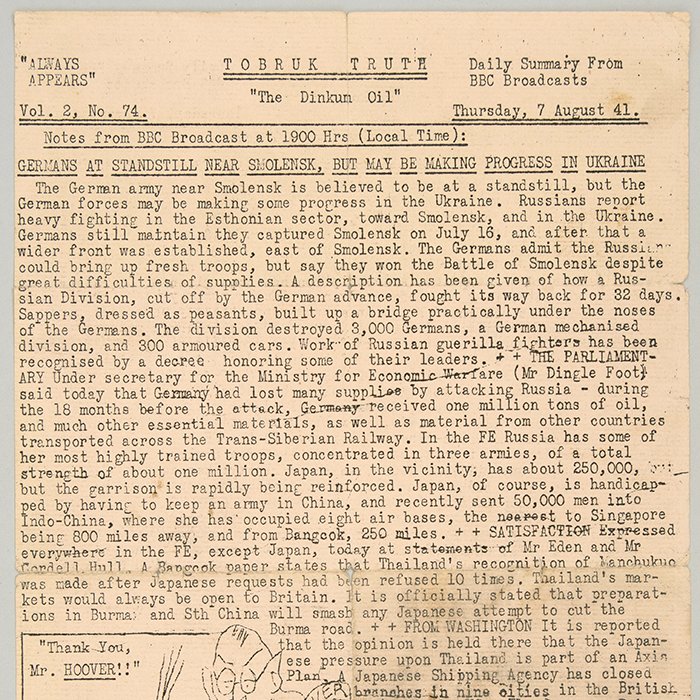 "ALWAYS
APPEARS"
TOBRUK TRUTH
"The Dinkum Oil"
Daily Summary From
BBC Broadcasts
Vol. 2, No. 74.
Thursday, 7 August 41.
Notes from BBC Broadcast at 1900 Hrs (Local Time):
GERMANS AT STANDSTILL NEAR SMOLENSK, BUT MAY BE MAKING PROGRESS IN UKRAINE
The German army near Smolensk is believed to be at a standstill, but the
German forces may be making some progress in the Ukraine. Russians report
heavy fighting in the Esthonian sector, toward Smolensk, and in the Ukraine.
Germans still maintain they captured Smolensk on July 16, and after that a
wider front was established, east of Smolensk. The Germans admit the Russians
could bring up fresh troops, but say they won the Battle of Smolensk despite
great difficulties of supplies. A description has been given of how a Rus-
sian Division, cut off by the German advance, fought its way back for 32 days.
Sappers, dressed as peasants, built up a bridge practically under the noses
of the Germans. The division destroyed 3,000 Germans, a German mechanised
division, and 300 armoured cars. Work of Russian guerilla fighters has been
recognised by a decree honoring some of their leaders. + + THE PARLIAMENT-
ARY Under secretary for the Ministry for Economic Warfare (Mr Dingle Foot)
said today that Germany had lost many supplies by attacking Russia - during
the 18 months before the attack, Germany received one million tons of oil,
and much other essential materials, as well as material from other countries
transported across the Trans-Siberian Railway. In the FE Russia has some of
her most highly trained troops, concentrated in three armies, of a total
strength of about one million. Japan, in the vicinity, has about 250,000,
but the garrison is rapidly being reinforced. Japan, of course, is handicap-
ped by having to keep an army in China, and recently sent 50,000 men into
Indo-China, where she has occupied eight air bases, the nearest to Singapore
being 800 miles away, and from Bangcok, 250 miles. + + SATISFACTION Expressed
everywhere in the FE, except Japan, today at statements of Mr Eden and Mr
Cordell Hull. A Bangcok paper states that Thailand's recognition of Manchukuo
was made after Japanese requests had been refused 10 times. Thailand's mar-
kets would always be open to Britain. It is officially stated that preparat-
ions in Burma and Sth China will smash any Japanese attempt to cut the
Burma road. + + FROM WASHINGTON It is reported
that the opinion is held there that the Japan-
ese pressure upon Thailand is part of an Axis
Plan. A Japanese Shipping Agency has closed
branches in nine cities in the British
"Thank You,
Mr. HOOVER!!"